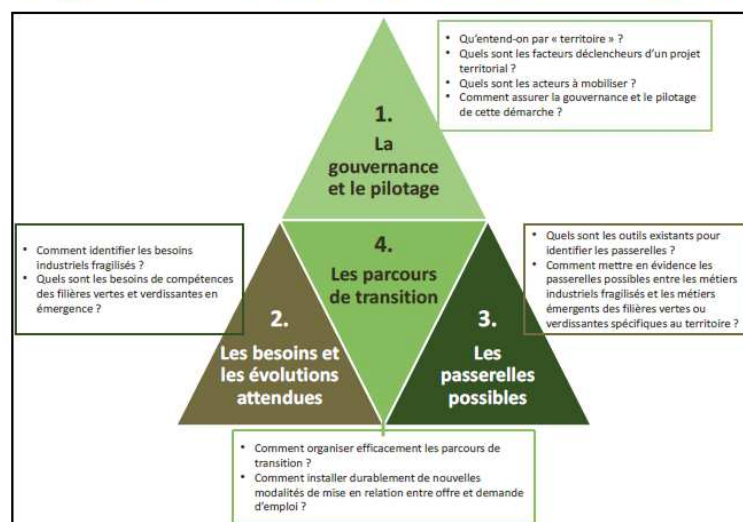 • Qu'entend-on par « territoire » ?
• Quels sont les facteurs déclencheurs d'un projet
territorial ?
• Quels sont les acteurs à mobiliser ?
• Comment assurer la gouvernance et le pilotage
de cette démarche ?
1.
La
gouvernance
et le pilotage
• Comment identifier les besoins
industriels fragilisés ?
• Quels sont les besoins de compétences
des filières vertes et verdissantes en
émergence ?
4.
Les parcours
de transition
• Quels sont les outils existants pour
identifier les passerelles ?
• Comment mettre en évidence les
passerelles possibles entre les métiers
industriels fragilisés et les métiers
émergents des filières vertes ou
verdissantes spécifiques au territoire ?
2.
Les besoins et
les évolutions
attendues
3.
Les
passerelles
possibles
• Comment organiser efficacement les parcours de
transition ?
• Comment installer durablement de nouvelles
modalités de mise en relation entre offre et demande
d'emploi ?